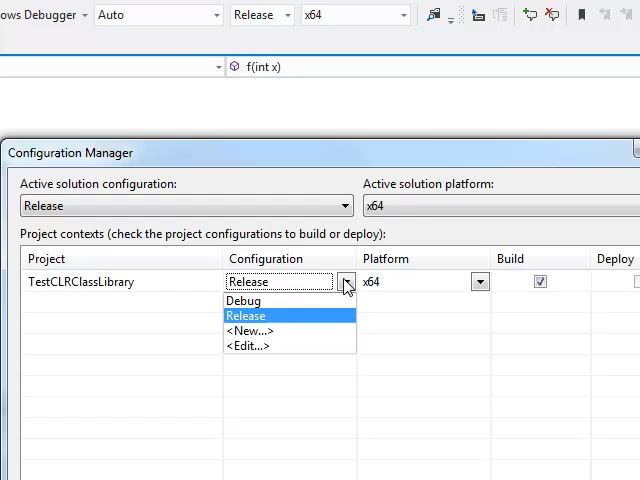 ows Debugger Auto Release x64
f(int x)
Configuration Manager
Active solution configuration: Active solution platform:
Release x64
Project contexts (check the project configurations to build or deploy):
Project Configuration Platform Build Deploy
TestCLRClassLibrary Release x64
Debug
Release
<New...>
<Edit...>